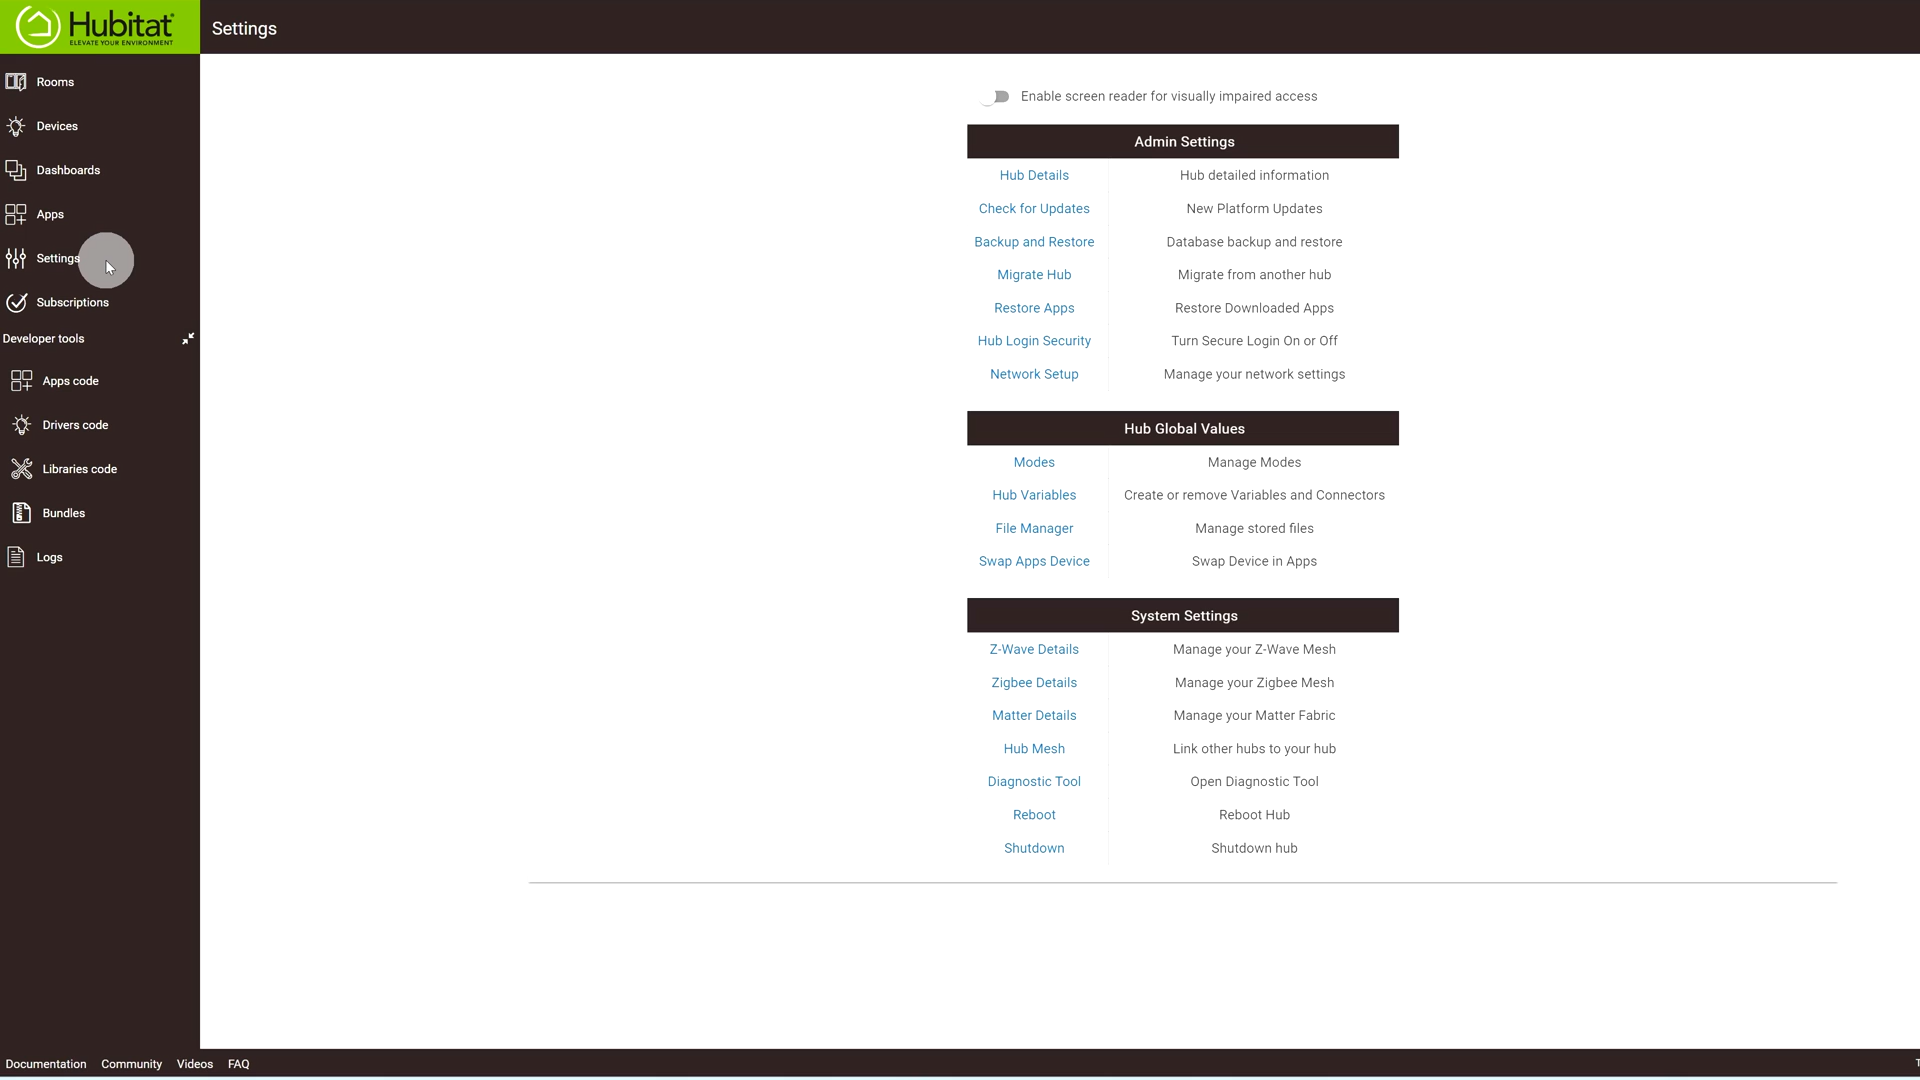 Hubitat
ELEVATE YOUR ENVIRONMENT
Settings
Rooms
Devices
Dashboards
Apps
Settings
Subscriptions
Developer tools
Apps code
Drivers code
Libraries code
Bundles
Logs
Enable screen reader for visually impaired access
Admin Settings
Hub Details Hub detailed information
Check for Updates New Platform Updates
Backup and Restore Database backup and restore
Migrate Hub Migrate from another hub
Restore Apps Restore Downloaded Apps
Hub Login Security Turn Secure Login On or Off
Network Setup Manage your network settings
Hub Global Values
Modes Manage Modes
Hub Variables Create or remove Variables and Connectors
File Manager Manage stored files
Swap Apps Device Swap Device in Apps
System Settings
Z-Wave Details Manage your Z-Wave Mesh
Zigbee Details Manage your Zigbee Mesh
Matter Details Manage your Matter Fabric
Hub Mesh Link other hubs to your hub
Diagnostic Tool Open Diagnostic Tool
Reboot Reboot Hub
Shutdown Shutdown hub
Documentation Community Videos FAQ